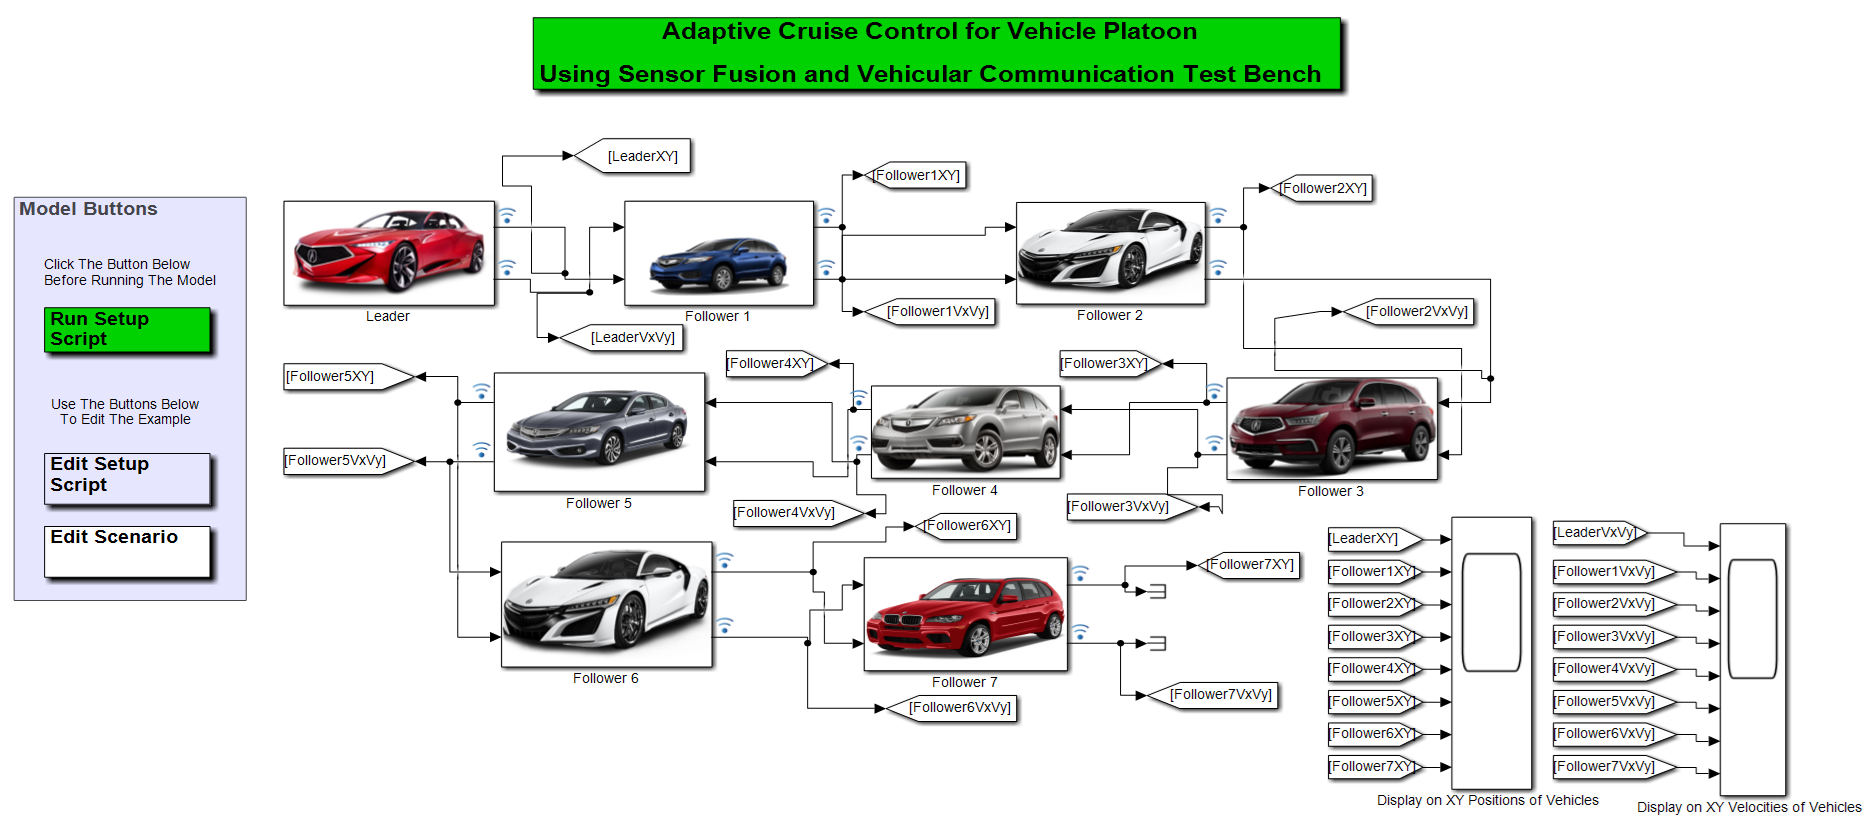 Adaptive Cruise Control for Vehicle Platoon
Using Sensor Fusion and Vehicular Communication Test Bench
Model Buttons
Click The Button Below
Before Running The Model
Run Setup
Script
Use The Buttons Below
To Edit The Example
Edit Setup
Script
Edit Scenario
[LeaderXY]
[Follower1XY]
[Follower2XY]
Leader
Follower 1
Follower 2
[LeaderVxVy]
[Follower1VxVy]
[Follower2VxVy]
[Follower5XY]
[Follower4XY]
[Follower3XY]
[Follower5VxVy]
Follower 5
Follower 4
Follower 3
[Follower4VxVy]
[Follower3VxVy]
[Follower6XY]
[Follower7XY]
Follower 6
Follower 7
[Follower6VxVy]
[Follower7VxVy]
[LeaderXY]
[Follower1XY]
[Follower2XY]
[Follower3XY]
[Follower4XY]
[Follower5XY]
[Follower6XY]
[Follower7XY]
Display on XY Positions of Vehicles
[LeaderVxVy]
[Follower1VxVy]
[Follower2VxVy]
[Follower3VxVy]
[Follower4VxVy]
[Follower5VxVy]
[Follower6VxVy]
[Follower7VxVy]
Display on XY Velocities of Vehicles